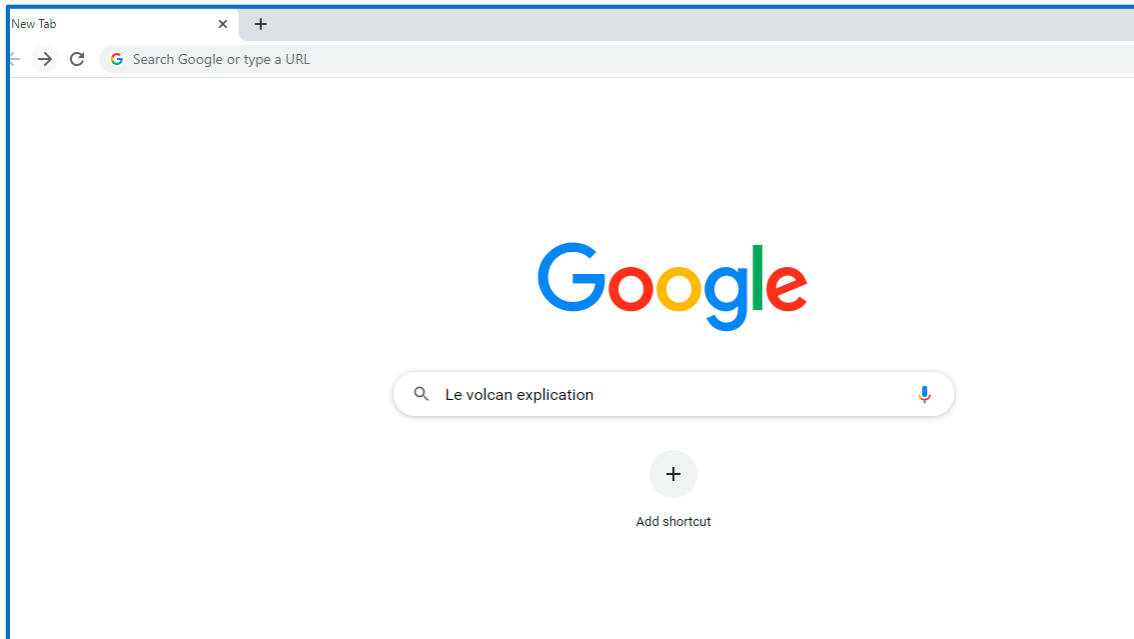 New Tab
Search Google or type a URL
Google
Le volcan explication
Add shortcut